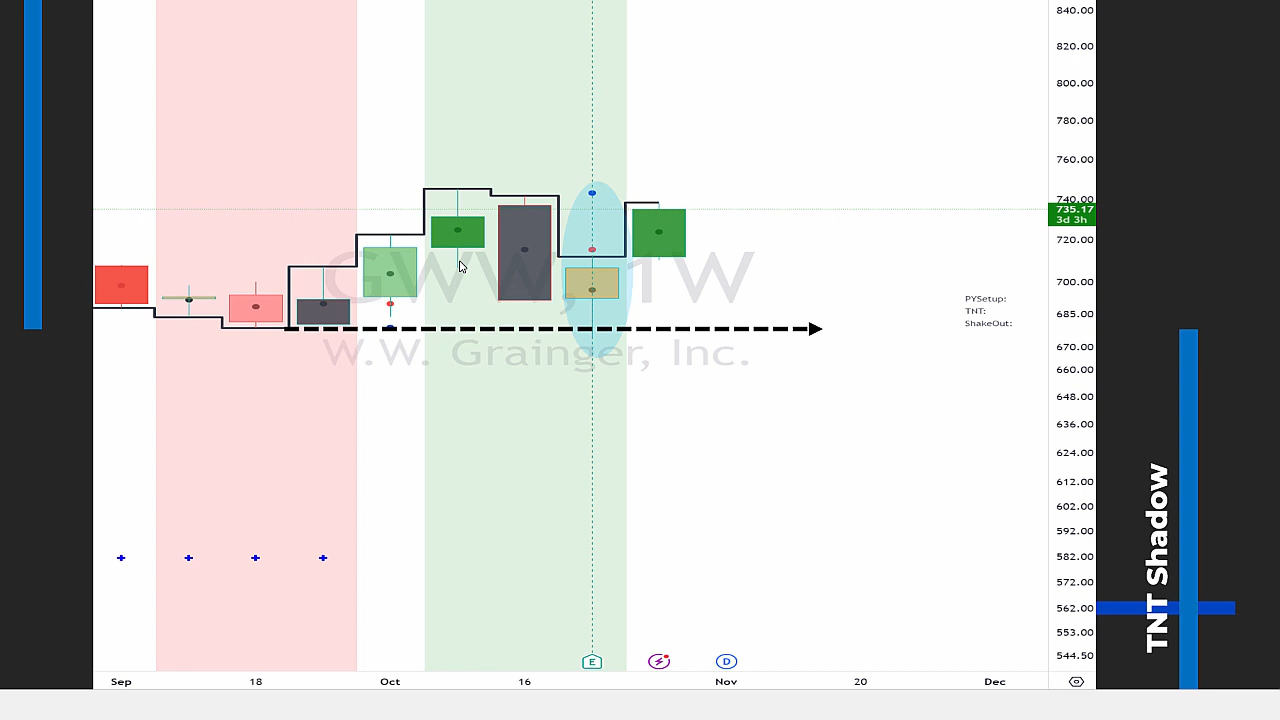 840.00
820.00
800.00
780.00
760.00
740.00
735.17
3d 3h
720.00
700.00
685.00
670.00
660.00
648.00
636.00
624.00
612.00
602.00
592.00
582.00
572.00
562.00
553.00
544.50
GWW, 1W
W.W. Grainger, Inc.
PYSetup:
TNT:
ShakeOut:
E
D
Sep
18
Oct
16
Nov
20
Dec
TNT Shadow